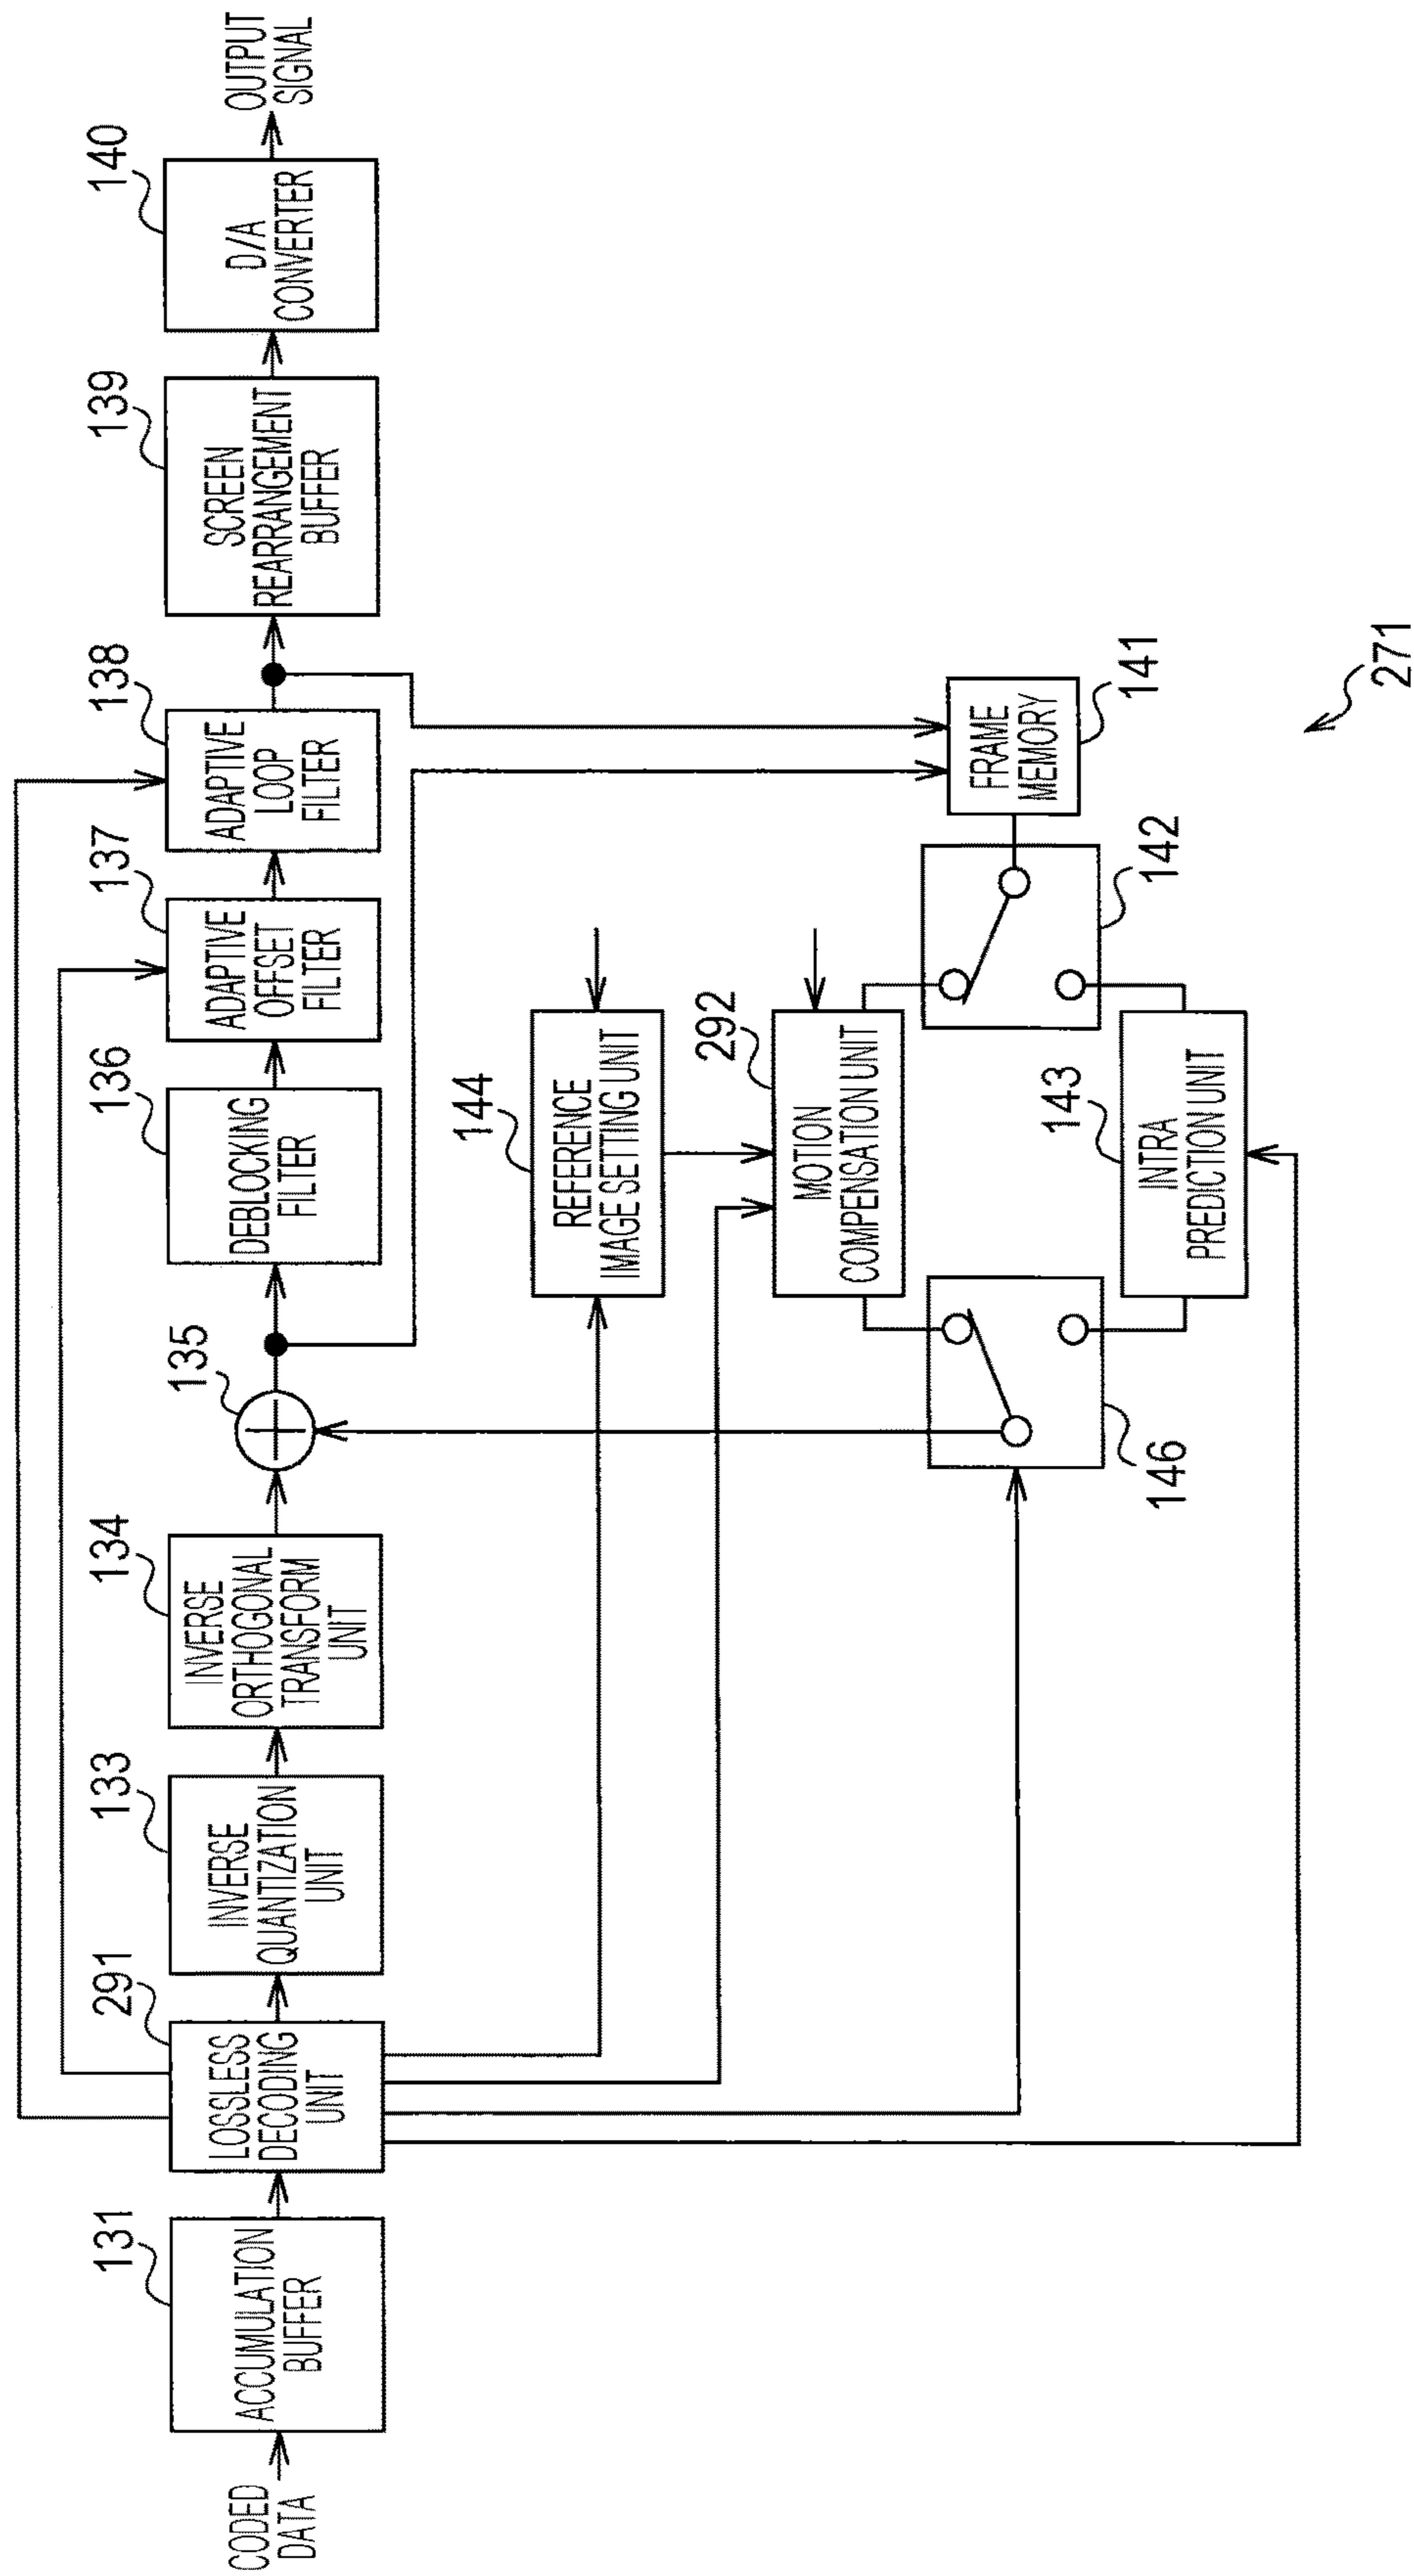 CODED
DATA
131
ACCUMULATION
BUFFER
291
LOSSLESS
DECODING
UNIT
133
INVERSE
QUANTIZATION
UNIT
134
INVERSE
ORTHOGONAL
TRANSFORM
UNIT
135
136
DEBLOCKING
FILTER
137
ADAPTIVE
OFFSET
FILTER
138
ADAPTIVE
LOOP
FILTER
139
SCREEN
REARRANGEMENT
BUFFER
140
D/A
CONVERTER
OUTPUT
SIGNAL
144
REFERENCE
IMAGE SETTING UNIT
292
MOTION
COMPENSATION UNIT
FRAME
MEMORY
141
142
143
INTRA
PREDICTION UNIT
146
271